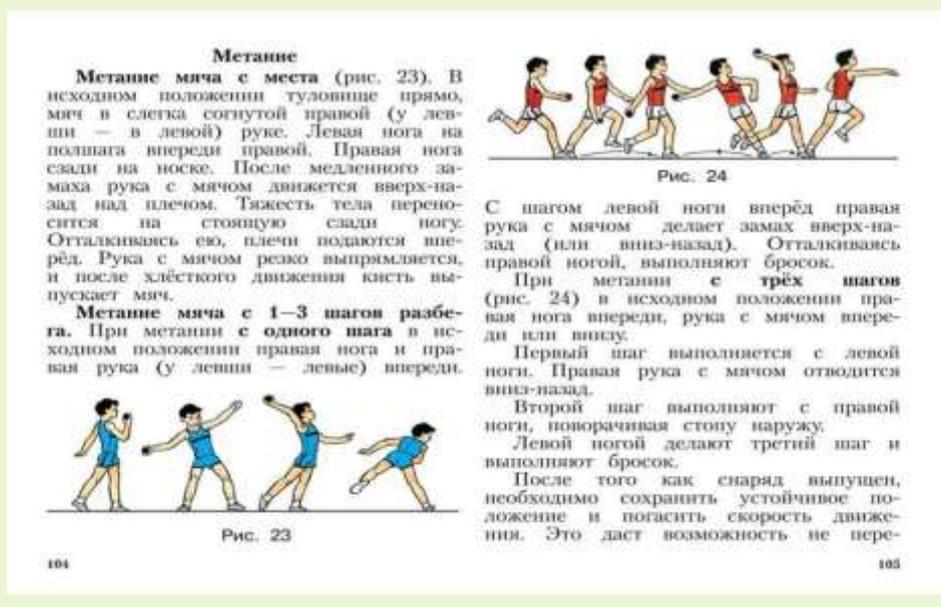 Метание
Метание мяча с места (рис. 23). В
исходном положении туловище прямо,
мяч в слегка согнутой правой (у лев-
ши — в левой) руке. Левая нога на
полшага впереди правой. Правая нога
сзади на носке. После медленного за-
маха рука с мячом движется вверх-на-
зад над плечом. Тяжесть тела перено-
сится на стоящую сзади ногу.
Отталкиваясь ею, плечи подаются впе-
рёд. Рука с мячом резко выпрямляется,
и после хлёсткого движения кисть вы-
пускает мяч.
Метание мяча с 1—3 шагов разбе-
га. При метании с одного шага в ис-
ходном положении правая нога и пра-
вая рука (у левши — левые) впереди.
Рис. 23
104
Рис. 24
С шагом левой ноги вперёд правая
рука с мячом делает замах вверх-на-
зад (или вниз-назад). Отталкиваясь
правой ногой, выполняют бросок.
При метании с трёх шагов
(рис. 24) в исходном положении пра-
вая нога впереди, рука с мячом впере-
ди или внизу.
Первый шаг выполняется с левой
ноги. Правая рука с мячом отводится
вниз-назад.
Второй шаг выполняют с правой
ноги, поворачивая стопу наружу.
Левой ногой делают третий шаг и
выполняют бросок.
После того как снаряд выпущен,
необходимо сохранить устойчивое по-
ложение и погасить скорость движе-
ния. Это даст возможность не пере-
105